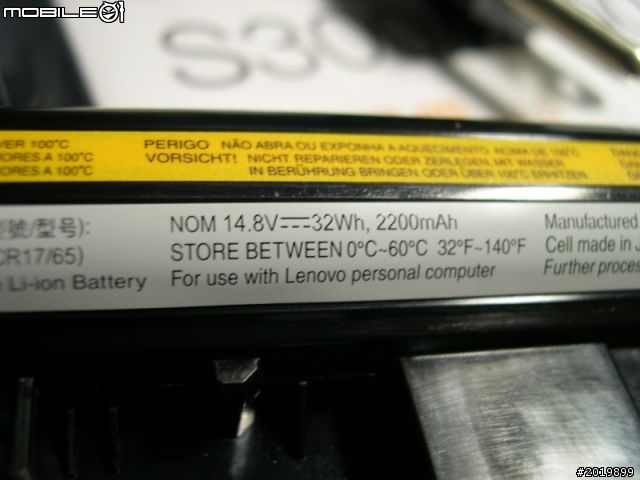 MOBILE01
S30
VER 100°C
ORES A 100°C
ORES A 100°C
PERIGO NÃO ABRA OU EXPONHA A AQUECIMENTO ACIMA DE 100°C
VORSICHT! NICHT REPARIEREN ODER ZERLEGEN, MIT WASSER
IN BERÜHRUNG BRINGEN ODER ÜBER 100°C ERHITZEN
號/型号):
CR17/65)
Li-ion Battery
NOM 14.8V⎓32Wh, 2200mAh
STORE BETWEEN 0°C~60°C 32°F~140°F
For use with Lenovo personal computer
Manufactured
Cell made in J
Further proces
#2019899